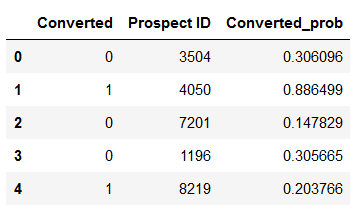 Converted Prospect ID Converted_prob
0 0 3504 0.306096
1 1 4050 0.886499
2 0 7201 0.147829
3 0 1196 0.305665
4 1 8219 0.203766